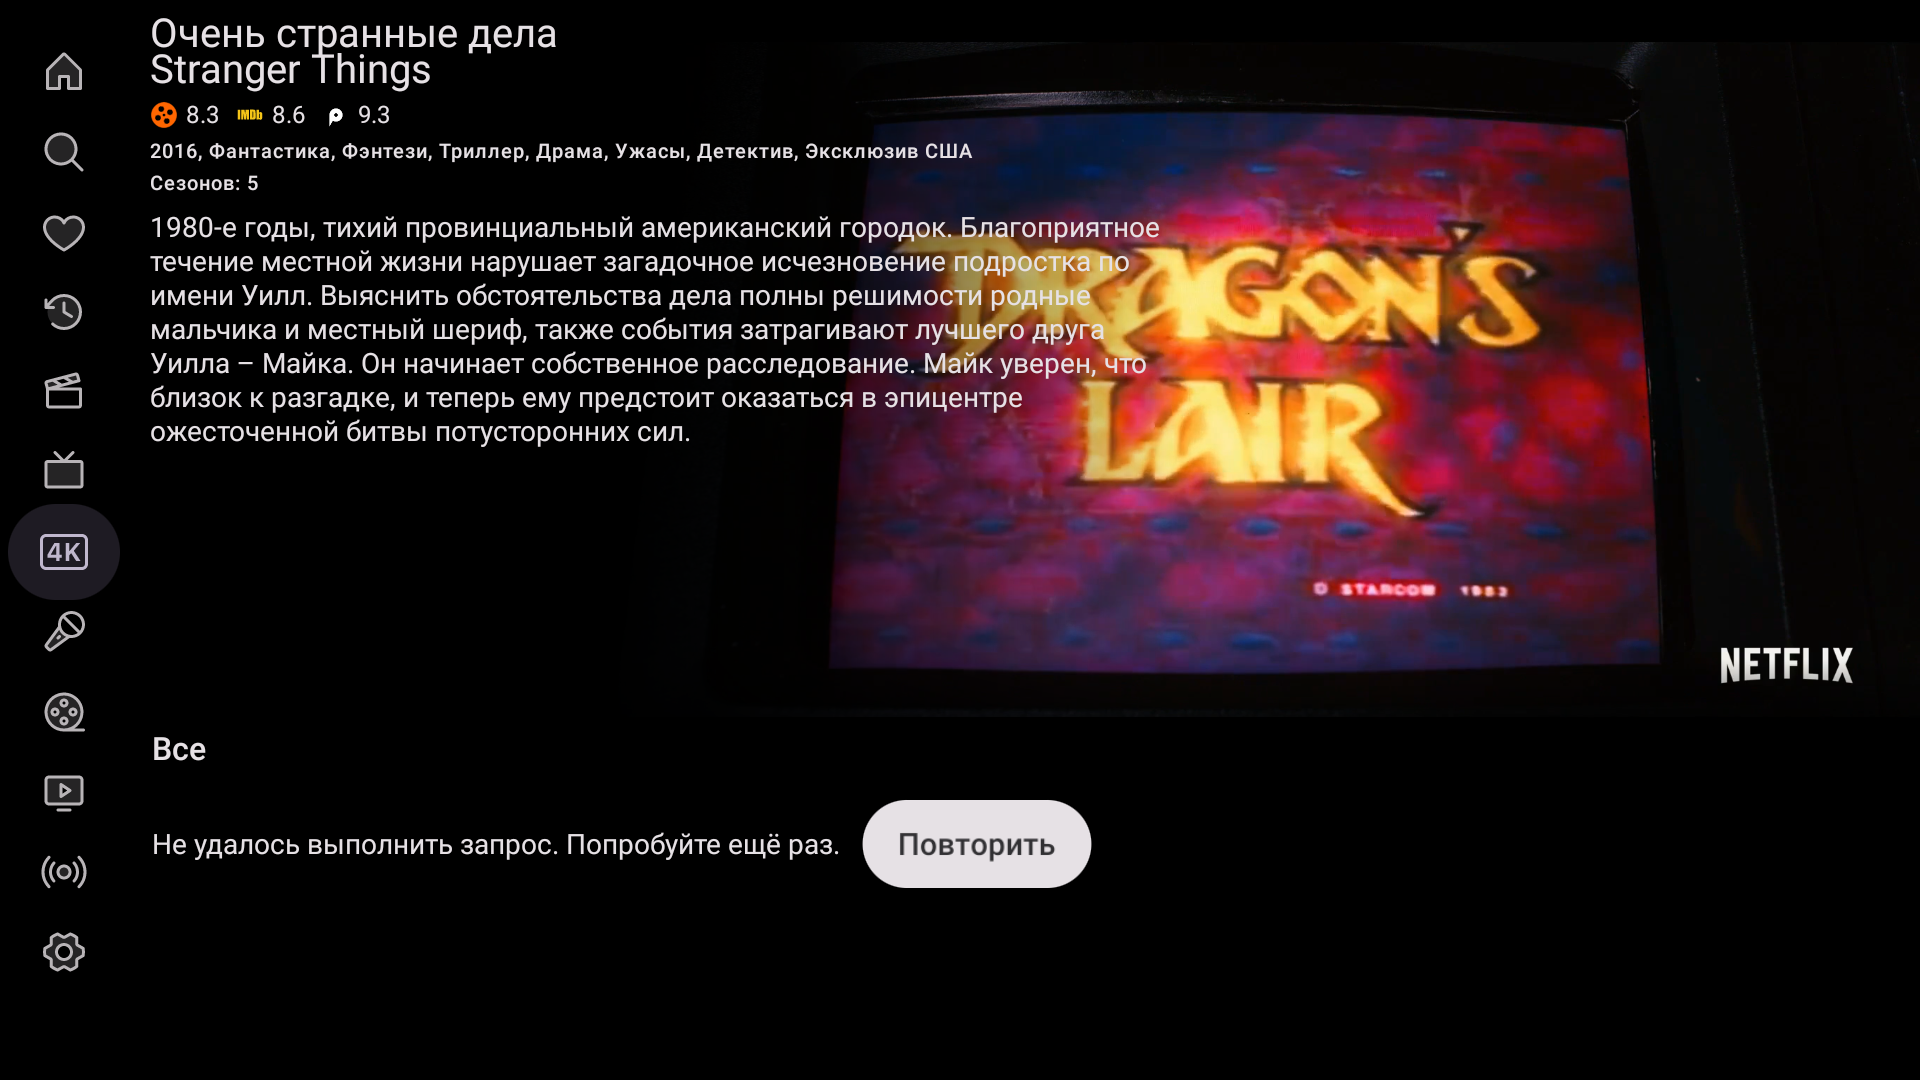 Очень странные дела
Stranger Things
8.3 IMDb 8.6 9.3
2016, Фантастика, Фэнтези, Триллер, Драма, Ужасы, Детектив, Эксклюзив США
Сезонов: 5
1980-е годы, тихий провинциальный американский городок. Благоприятное
течение местной жизни нарушает загадочное исчезновение подростка по
имени Уилл. Выяснить обстоятельства дела полны решимости родные
мальчика и местный шериф, также события затрагивают лучшего друга
Уилла – Майка. Он начинает собственное расследование. Майк уверен, что
близок к разгадке, и теперь ему предстоит оказаться в эпицентре
ожесточенной битвы потусторонних сил.
DRAGON'S
LAIR
4K
© STARCOM 1983
NETFLIX
Все
Не удалось выполнить запрос. Попробуйте ещё раз. Повторить